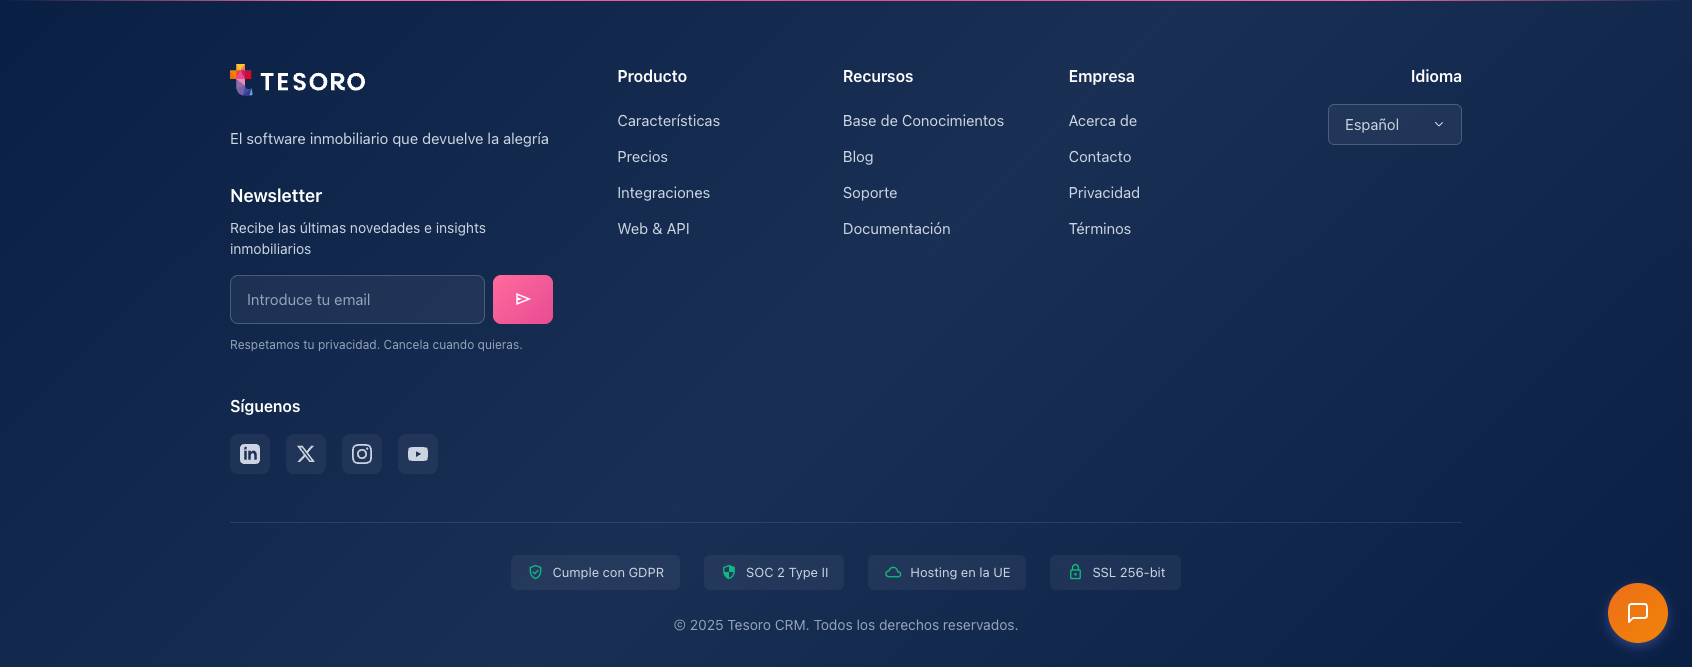 TESORO
El software inmobiliario que devuelve la alegría
Newsletter
Recibe las últimas novedades e insights
inmobiliarios
Introduce tu email
Respetamos tu privacidad. Cancela cuando quieras.
Síguenos
Producto
Características
Precios
Integraciones
Web & API
Recursos
Base de Conocimientos
Blog
Soporte
Documentación
Empresa
Acerca de
Contacto
Privacidad
Términos
Idioma
Español
Cumple con GDPR
SOC 2 Type II
Hosting en la UE
SSL 256-bit
© 2025 Tesoro CRM. Todos los derechos reservados.